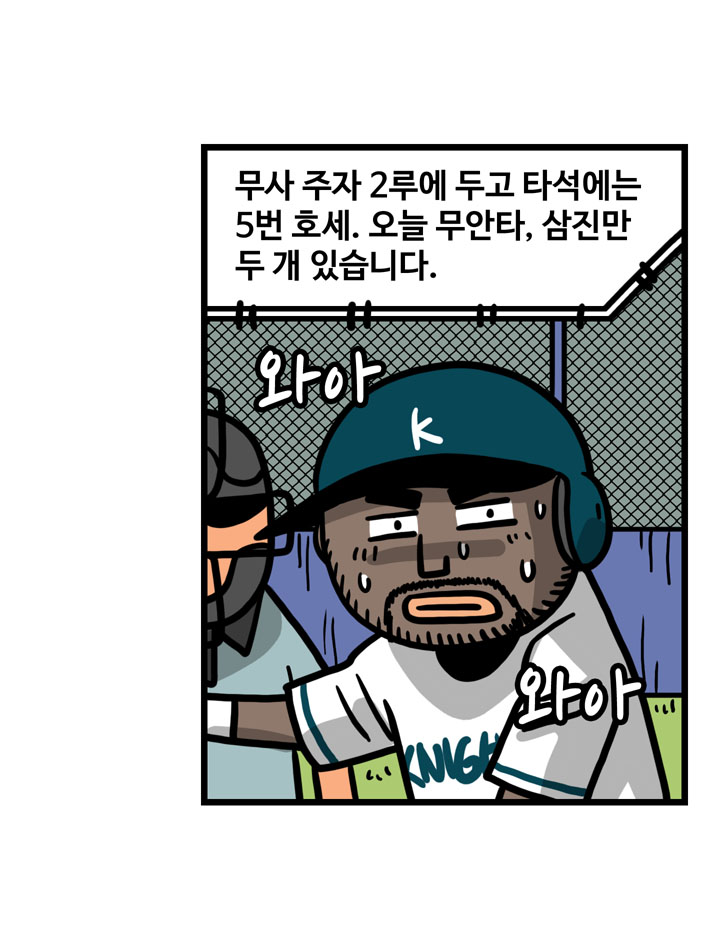 무사 주자 2루에 두고 타석에는
5번 호세. 오늘 무안타, 삼진만
두 개 있습니다.
와아
K
와아
KNIGH